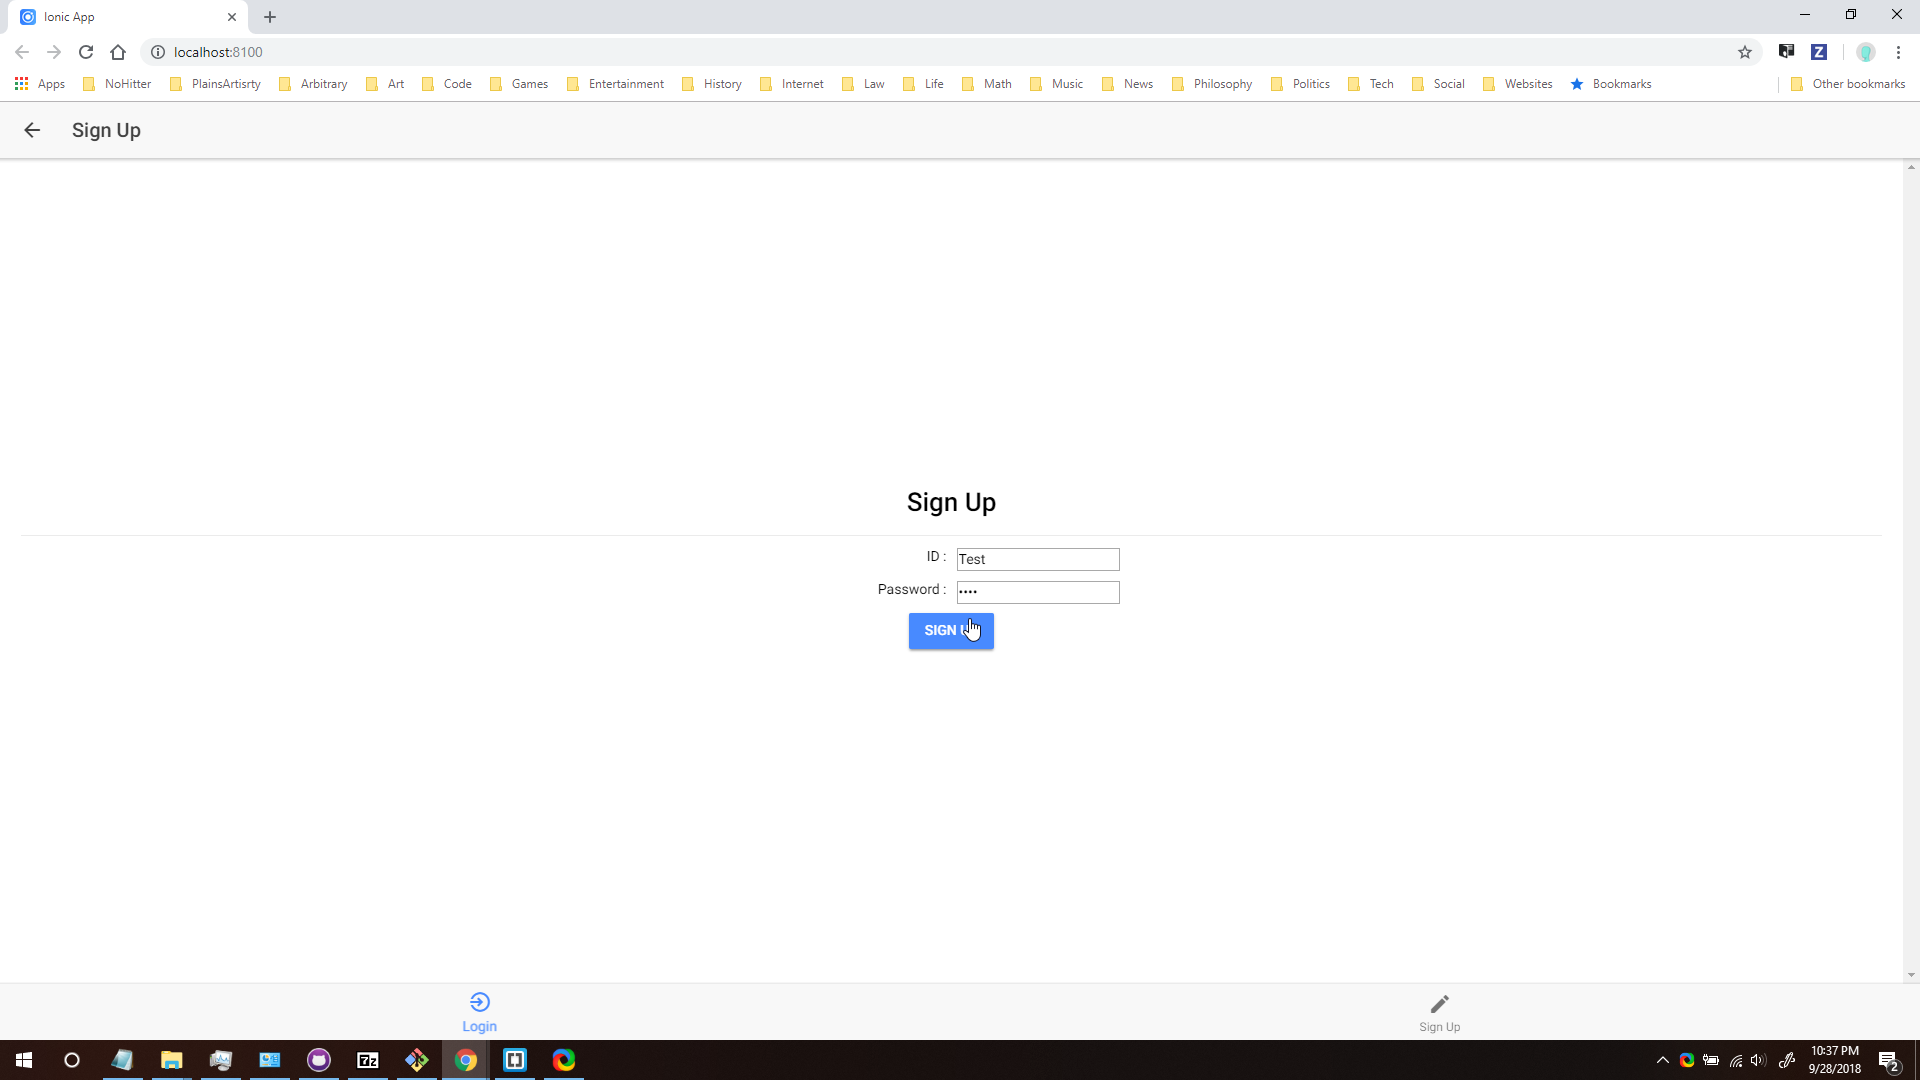 Ionic App
localhost:8100
Apps NoHitter PlainsArtisrty Arbitrary Art Code Games Entertainment History Internet Law Life Math Music News Philosophy Politics Tech Social Websites Bookmarks Other bookmarks
Z
Sign Up
Sign Up
ID : Test
Password : ••••
SIGN
Login
Sign Up
7z
10:37 PM
9/28/2018
2